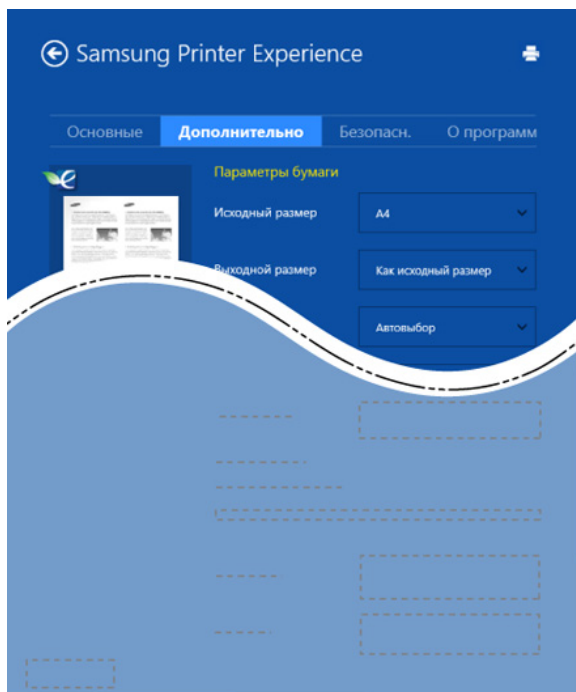 Samsung Printer Experience
Основные Дополнительно Безопасн. О программ
Параметры бумаги
Исходный размер A4
Выходной размер Как исходный размер
Автовыбор